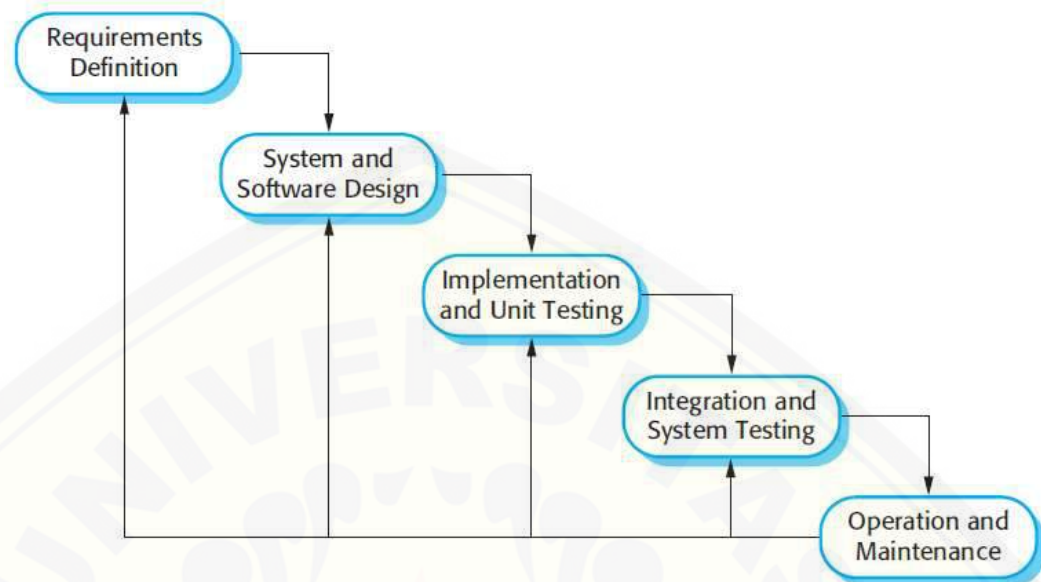 Requirements
Definition
System and
Software Design
Implementation
and Unit Testing
Integration and
System Testing
Operation and
Maintenance